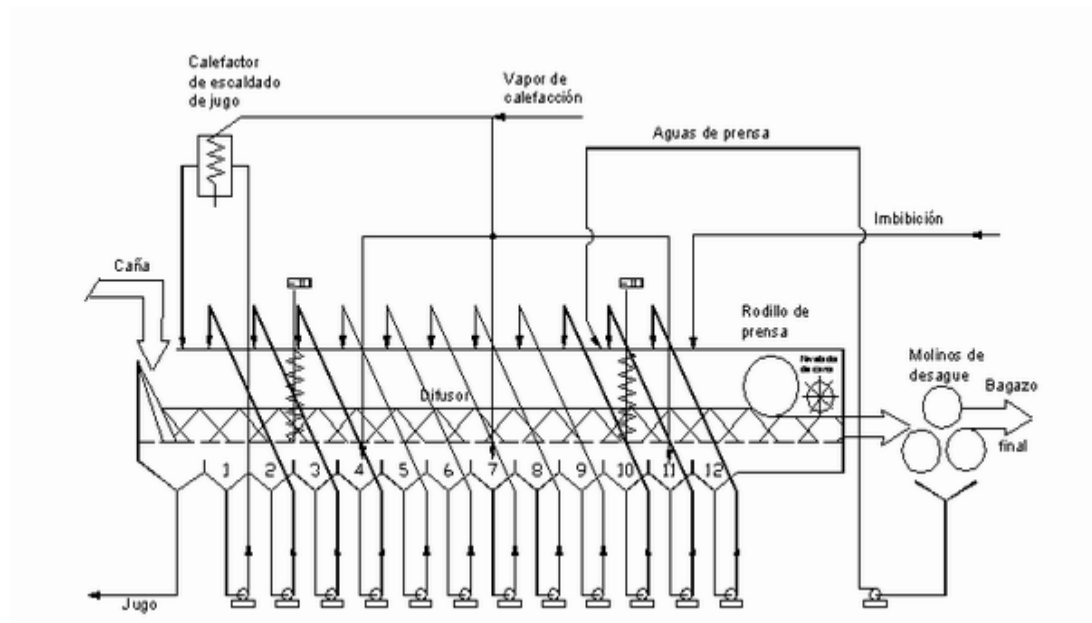 Calefactor
de escaldado
de jugo
Vapor de
calefacción
Aguas de prensa
Imbibición
Caña
Rodillo de
prensa
Molinos de
desague
Bagazo
final
Difusor
1 2 3 4 5 6 7 8 9 10 11 12
Jugo